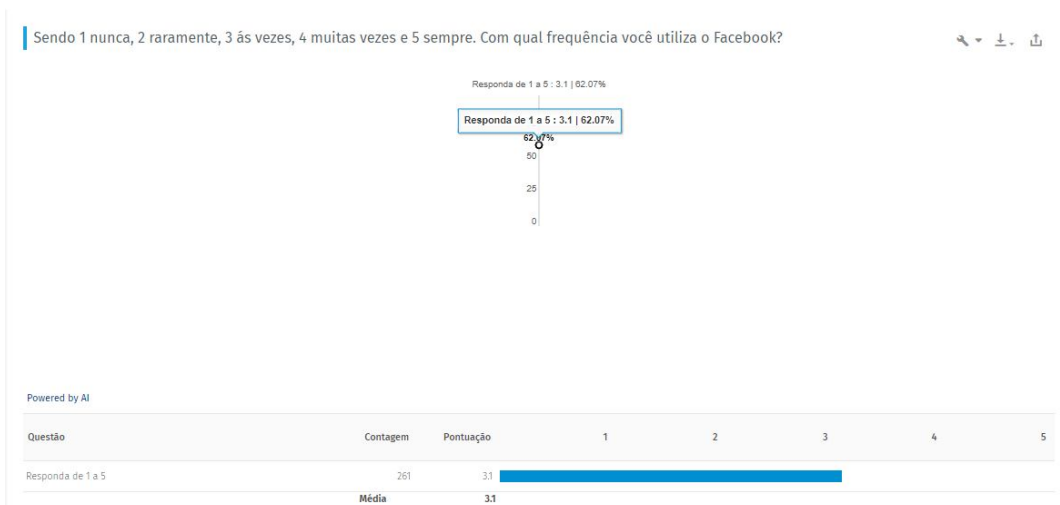 Sendo 1 nunca, 2 raramente, 3 ás vezes, 4 muitas vezes e 5 sempre. Com qual frequência você utiliza o Facebook?
Responda de 1 a 5 : 3.1 | 62.07%
Responda de 1 a 5 : 3.1 | 62.07%
62.07%
50
25
0
Powered by AI
Questão Contagem Pontuação 1 2 3 4 5
Responda de 1 a 5 261 3.1
Média 3.1